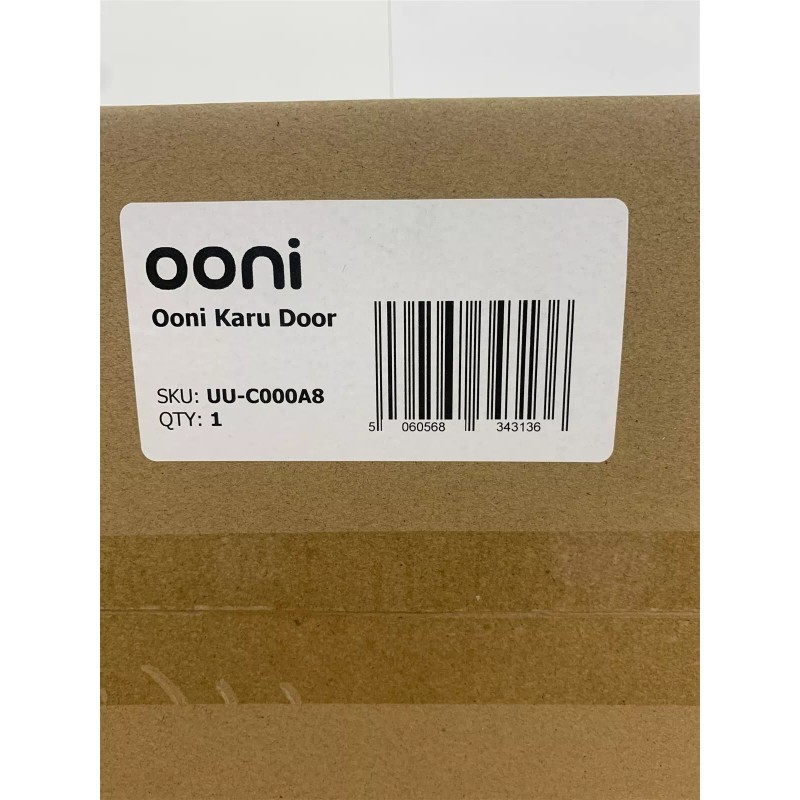 ooni
Ooni Karu Door
SKU: UU-C000A8
QTY: 1
5 060568 343136